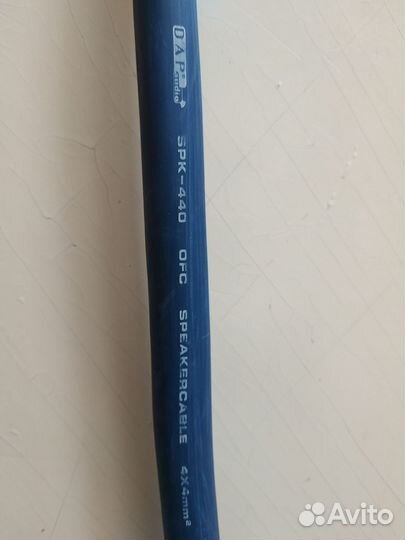 DAP audio
SPK-440 OFC SPEAKERCABLE 4X4mm²
Avito